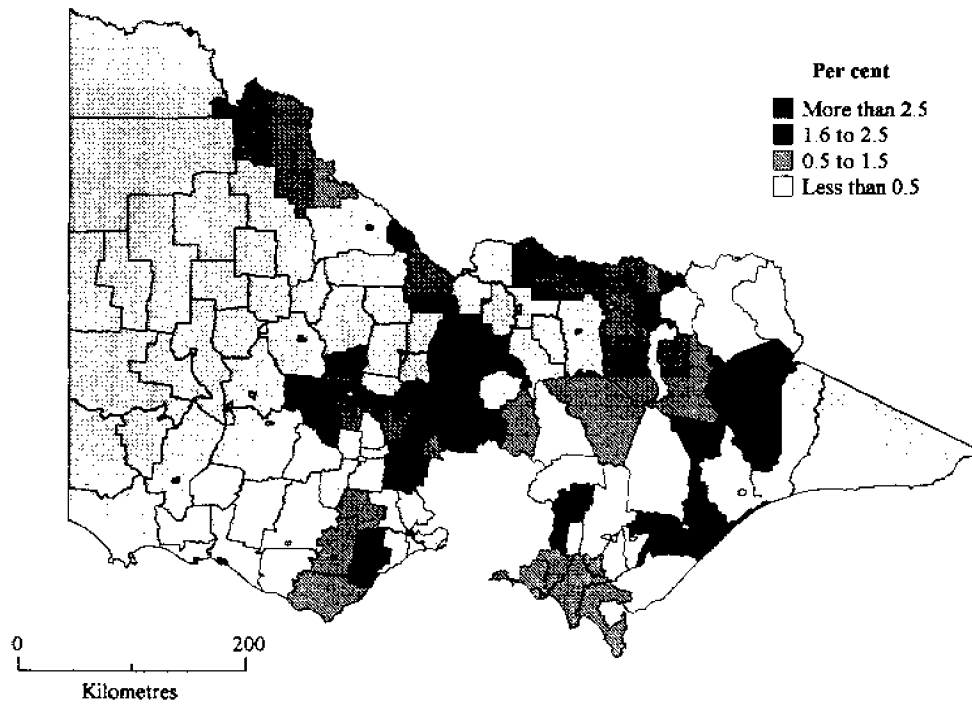 Per cent
More than 2.5
1.6 to 2.5
0.5 to 1.5
Less than 0.5
0 200
Kilometres